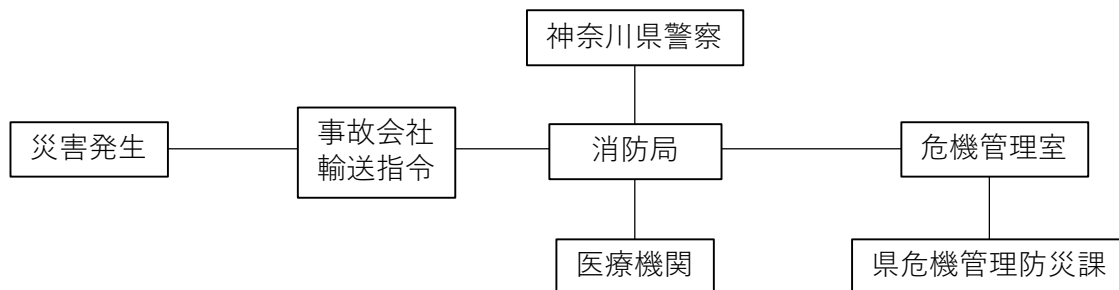 神奈川県警察
災害発生
事故会社
輸送指令
消防局
危機管理室
医療機関
県危機管理防災課